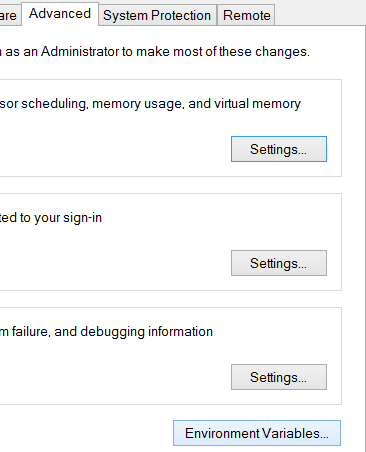 are Advanced System Protection Remote
as an Administrator to make most of these changes.
sor scheduling, memory usage, and virtual memory
Settings...
ted to your sign-in
Settings...
m failure, and debugging information
Settings...
Environment Variables...